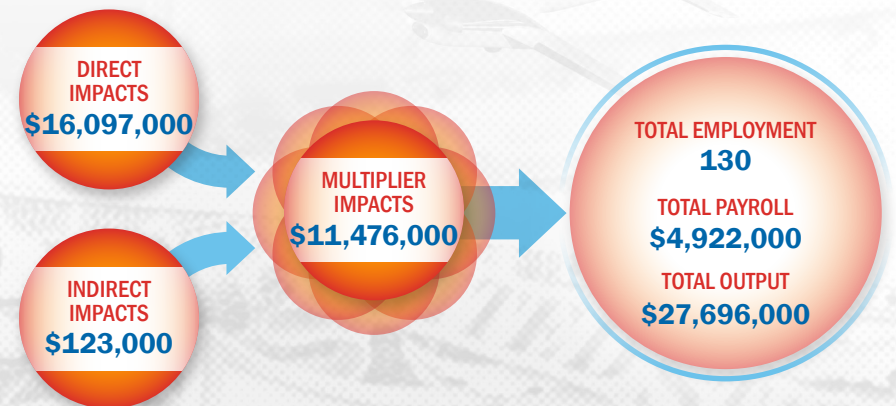 DIRECT
IMPACTS
$16,097,000
INDIRECT
IMPACTS
$123,000
MULTIPLIER
IMPACTS
$11,476,000
TOTAL EMPLOYMENT
130
TOTAL PAYROLL
$4,922,000
TOTAL OUTPUT
$27,696,000